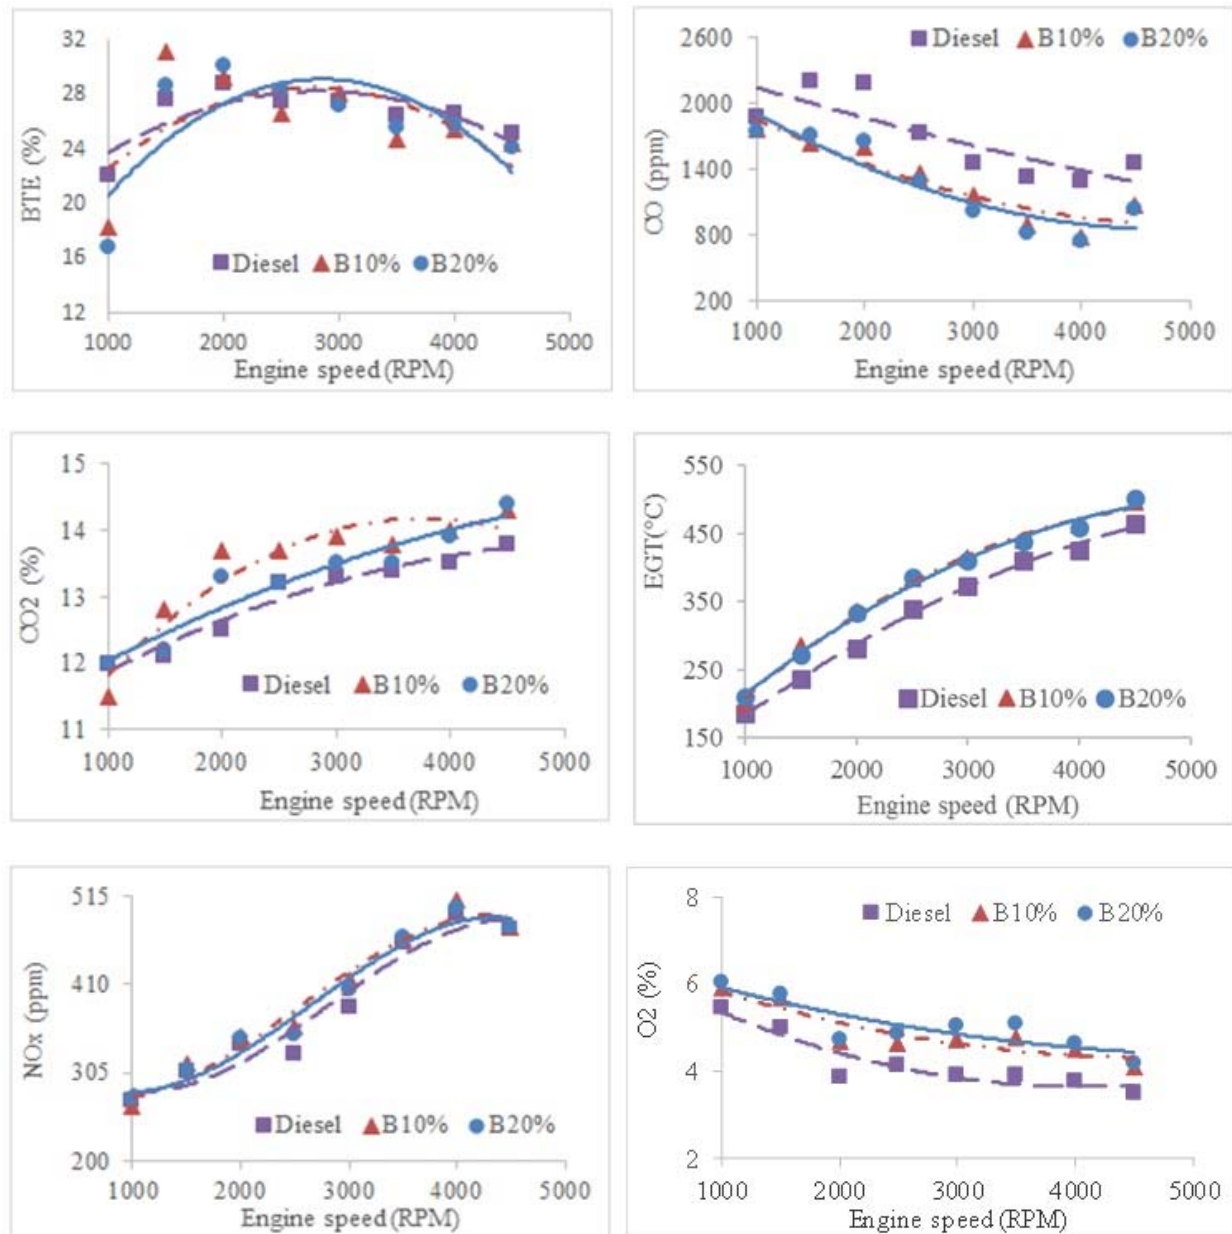 32
28
24
20
16
12
BTE (%)
Diesel B10% B20%
1000 2000 3000 4000 5000
Engine speed (RPM)
2600
2000
1400
800
200
CO (ppm)
Diesel B10% B20%
1000 2000 3000 4000 5000
Engine speed (RPM)
15
14
13
12
11
CO2 (%)
Diesel B10% B20%
1000 2000 3000 4000 5000
Engine speed (RPM)
550
450
350
250
150
EGT(°C)
Diesel B10% B20%
1000 2000 3000 4000 5000
Engine speed (RPM)
515
410
305
200
NOx (ppm)
Diesel B10% B20%
1000 2000 3000 4000 5000
Engine speed (RPM)
8
6
4
2
O2 (%)
Diesel B10% B20%
1000 2000 3000 4000 5000
Engine speed (RPM)